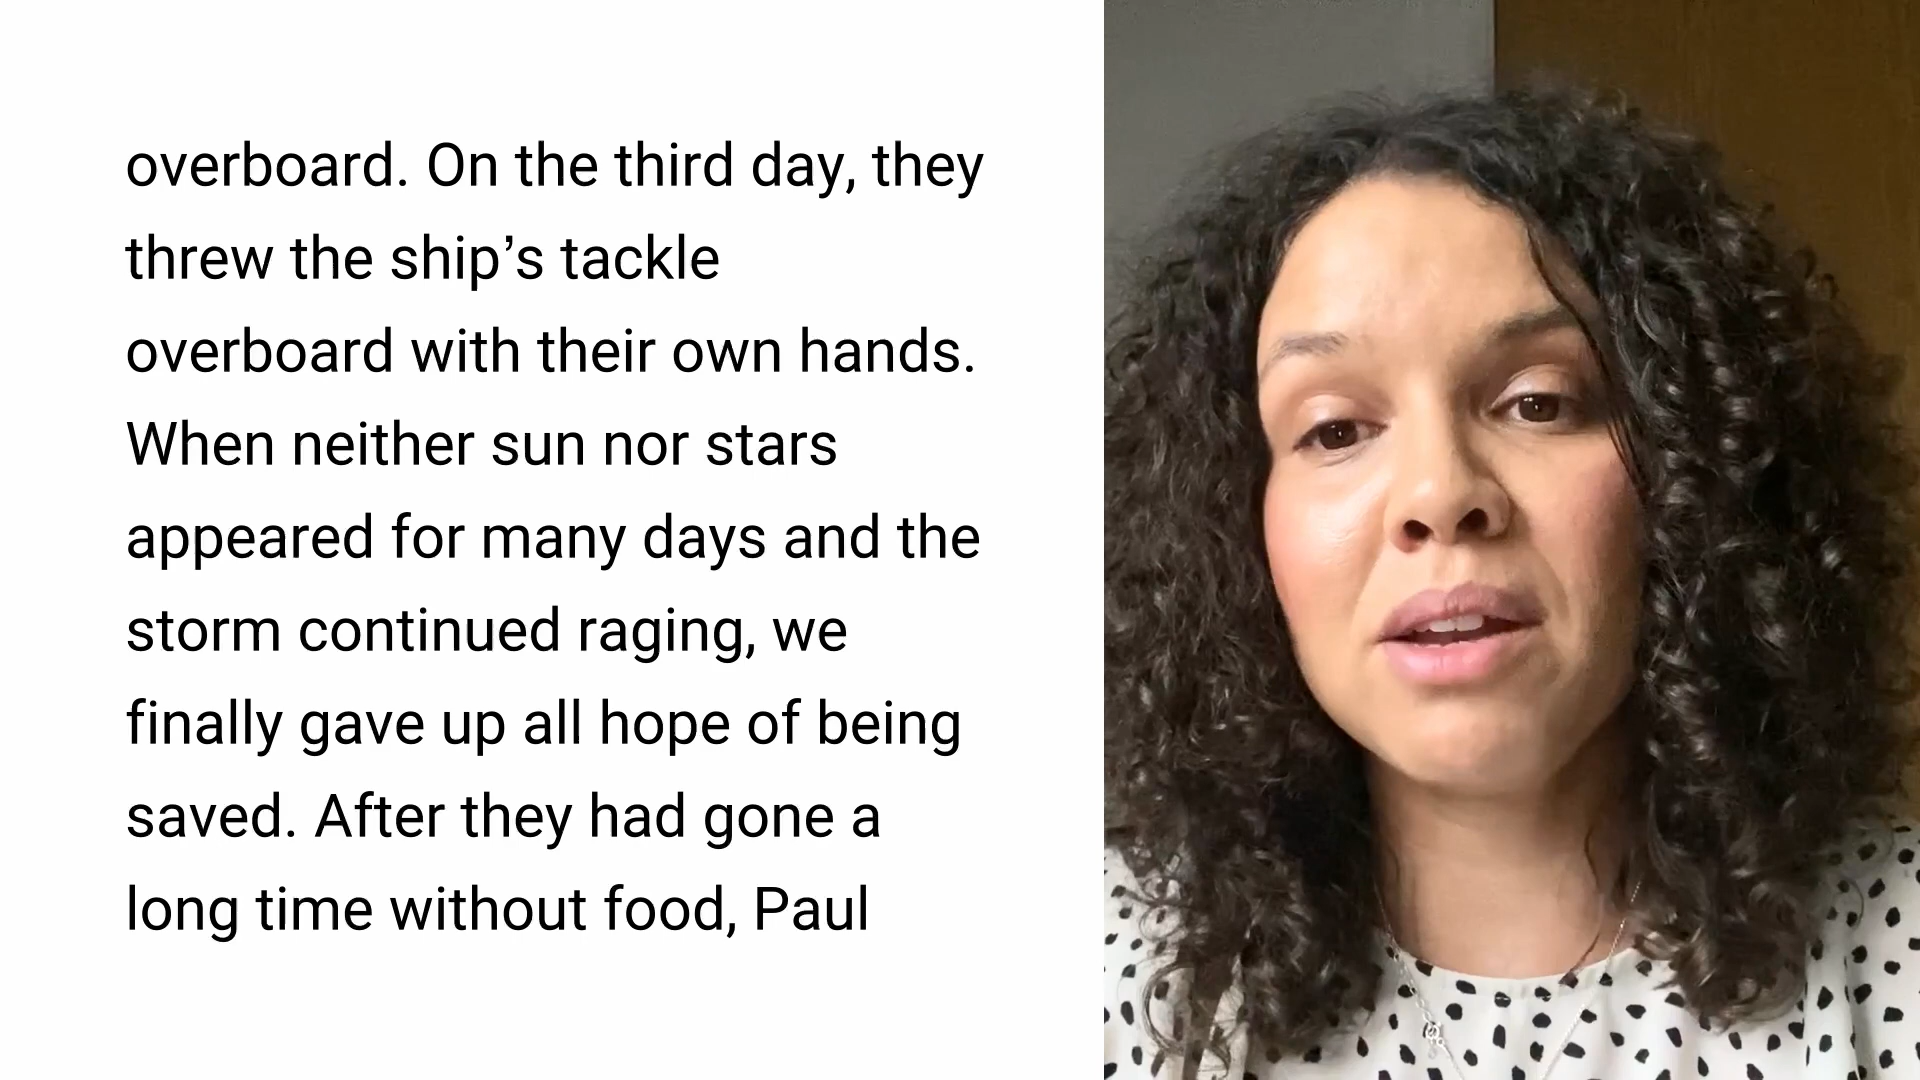 overboard. On the third day, they
threw the ship’s tackle
overboard with their own hands.
When neither sun nor stars
appeared for many days and the
storm continued raging, we
finally gave up all hope of being
saved. After they had gone a
long time without food, Paul